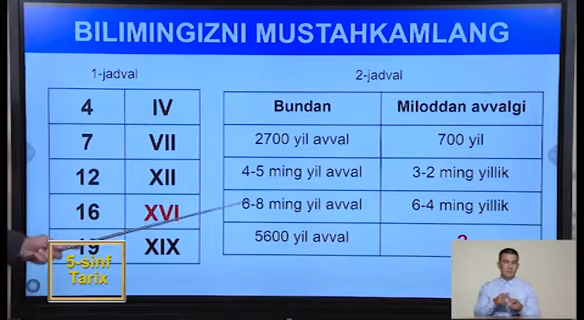 BILIMINGIZNI MUSTAHKAMLANG
1-jadval
4 IV
7 VII
12 XII
16 XVI
19 XIX
2-jadval
Bundan Miloddan avvalgi
2700 yil avval 700 yil
4-5 ming yil avval 3-2 ming yillik
6-8 ming yil avval 6-4 ming yillik
5600 yil avval ?
5-sinf
Tarix